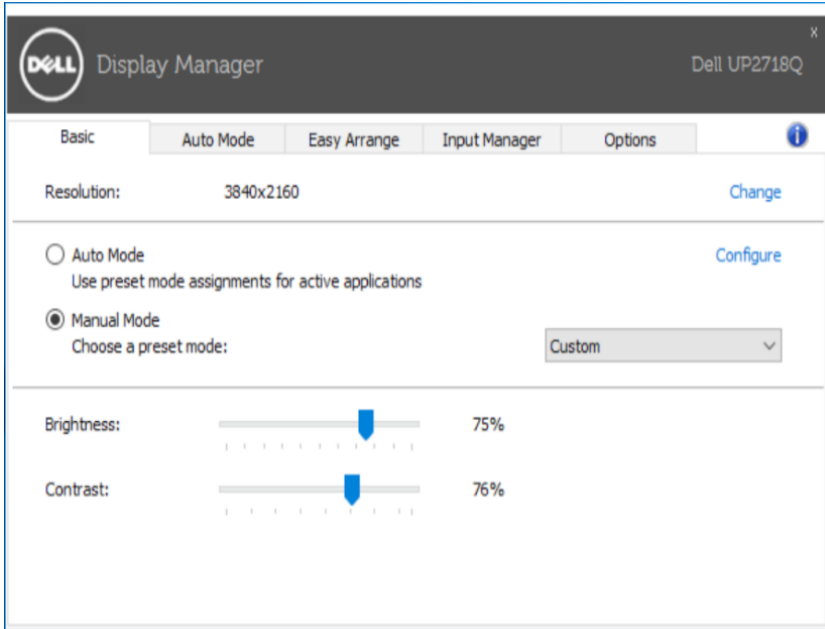 x
DELL Display Manager Dell UP2718Q
Basic Auto Mode Easy Arrange Input Manager Options i
Resolution: 3840x2160 Change
Auto Mode Configure
Use preset mode assignments for active applications
Manual Mode
Choose a preset mode: Custom
Brightness: 75%
Contrast: 76%